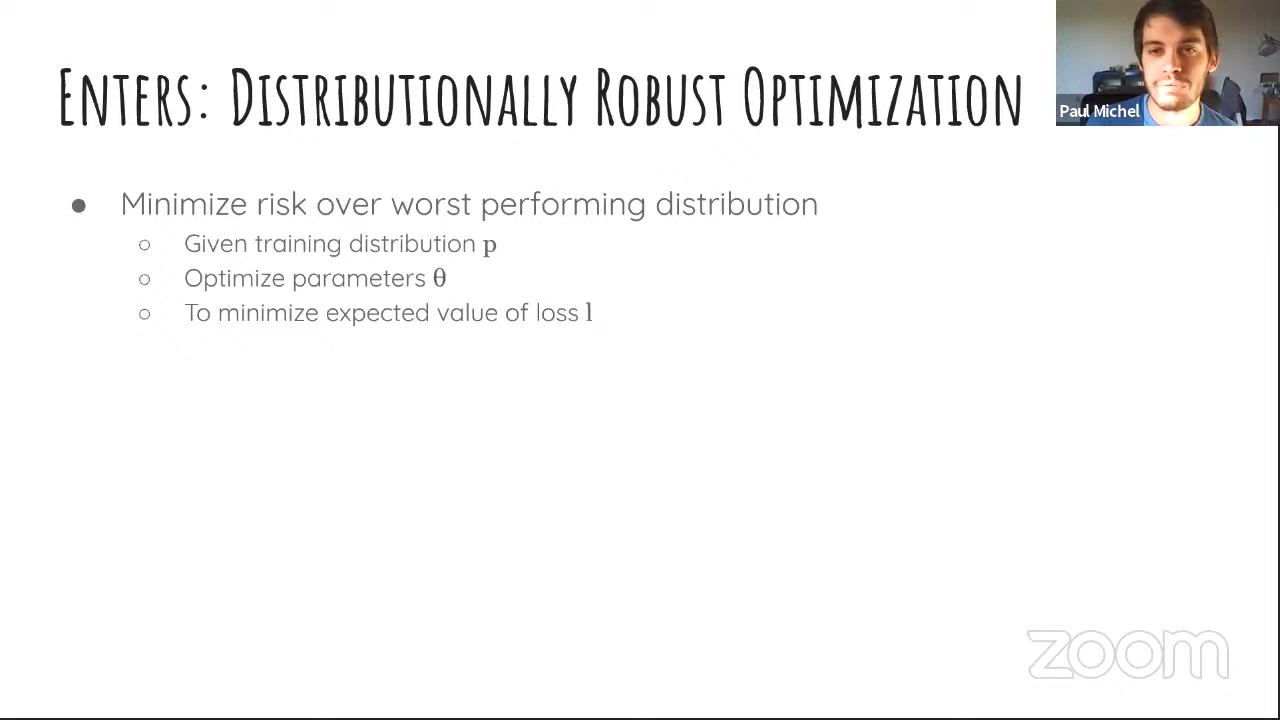 Enters: Distributionally Robust Optimization
Paul Michel
● Minimize risk over worst performing distribution
○ Given training distribution p
○ Optimize parameters θ
○ To minimize expected value of loss l
zoom